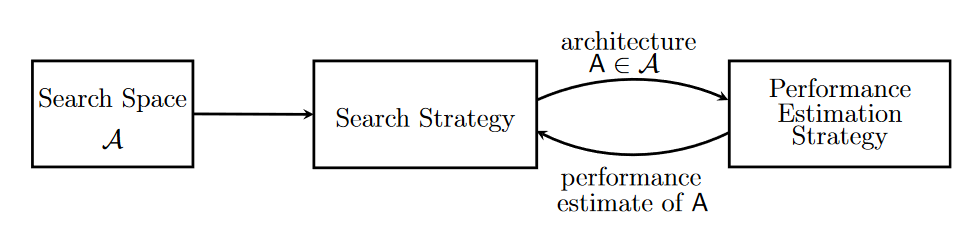 Search Space
𝒜
Search Strategy
architecture
A ∈ 𝒜
performance
estimate of A
Performance
Estimation
Strategy